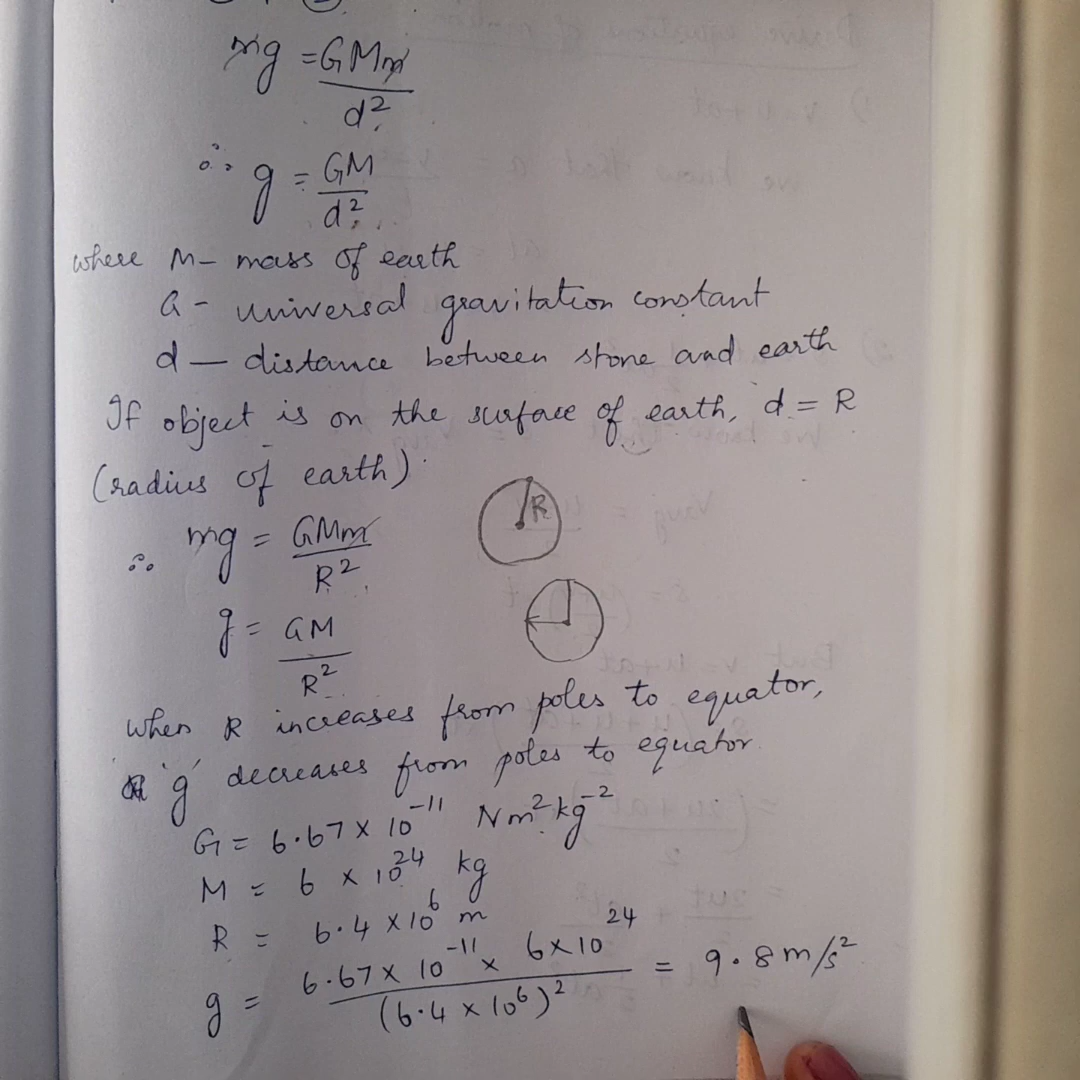 mg = GMm
d²
∴ g = GM
d²
where M- mass of earth
G - universal gravitation constant
d — distance between stone and earth
If object is on the surface of earth, d = R
(radius of earth)
R
∴ mg = GMm
R²
g = GM
R²
When R increases from poles to equator,
'g' decreases from poles to equator.
G = 6.67 x 10⁻¹¹ Nm²kg⁻²
M = 6 x 10²⁴ kg
R = 6.4 x 10⁶ m
g = 6.67 x 10⁻¹¹ x 6x10²⁴ = 9.8 m/s²
(6.4 x 10⁶)²